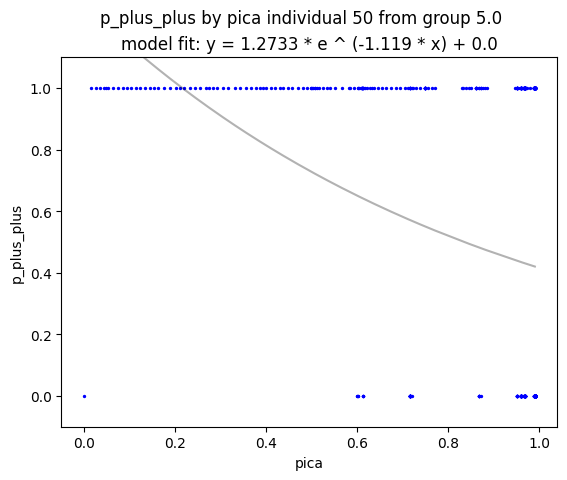 p_plus_plus by pica individual 50 from group 5.0
model fit: y = 1.2733 * e ^ (-1.119 * x) + 0.0
1.0
0.8
0.6
0.4
0.2
0.0
p_plus_plus
0.0 0.2 0.4 0.6 0.8 1.0
pica